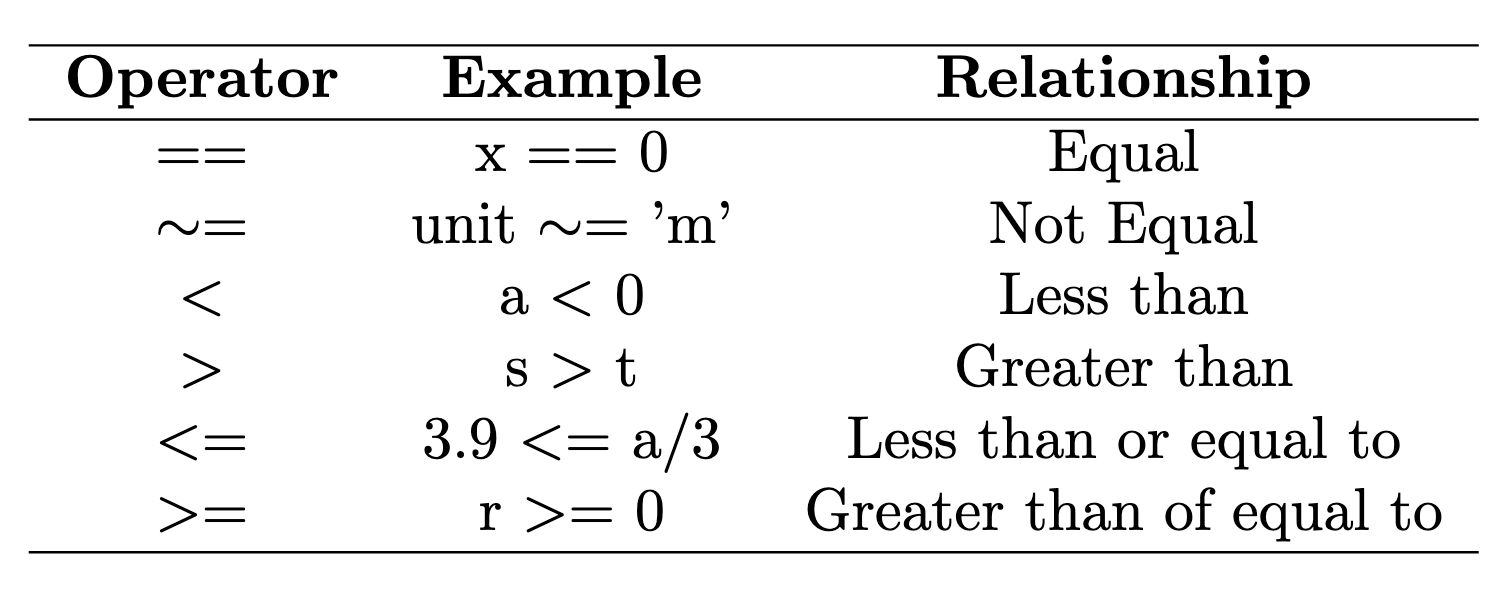 Operator Example Relationship
== x == 0 Equal
~= unit ~= ’m’ Not Equal
< a < 0 Less than
> s > t Greater than
<= 3.9 <= a/3 Less than or equal to
>= r >= 0 Greater than of equal to